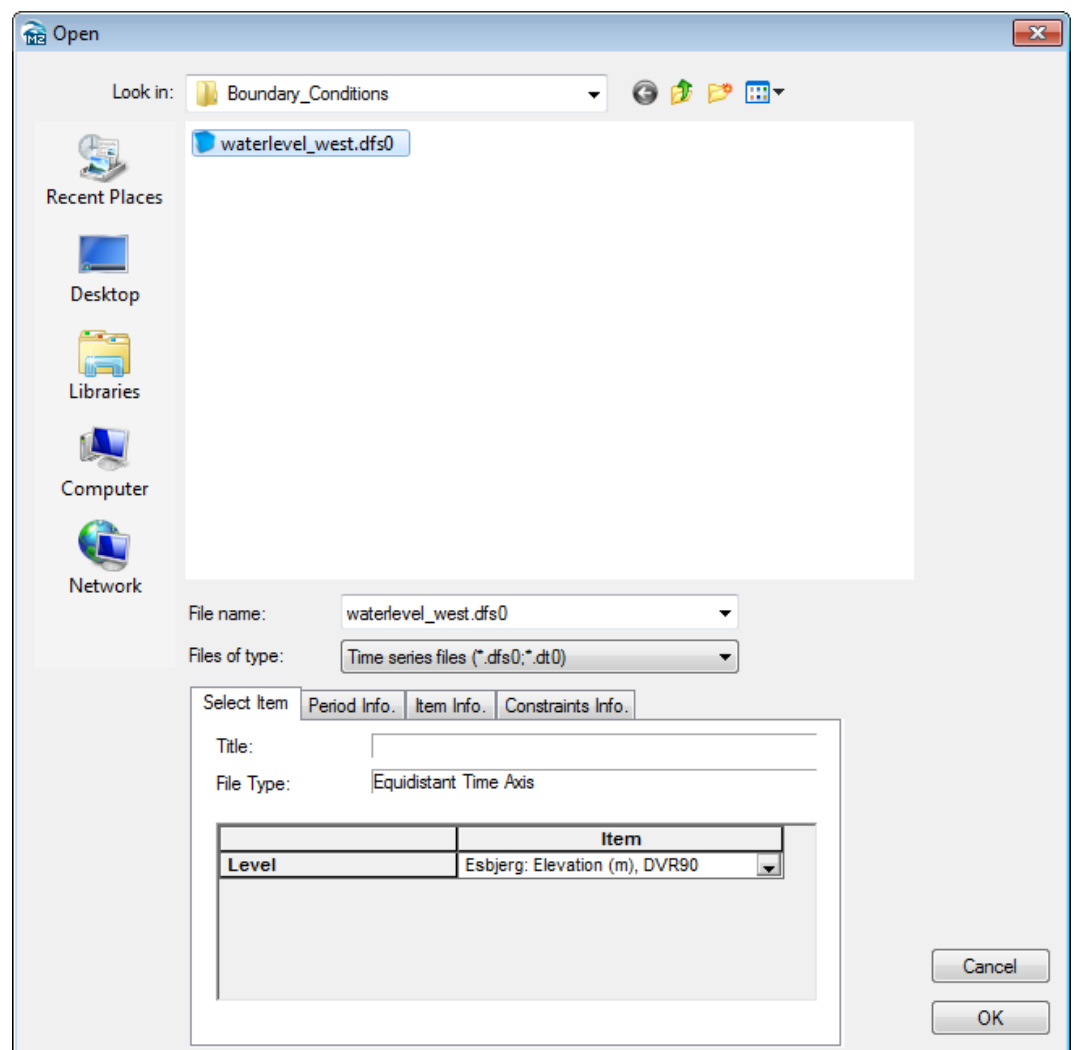 M2 Open
Look in: Boundary_Conditions
waterlevel_west.dfs0
Recent Places
Desktop
Libraries
Computer
Network
File name: waterlevel_west.dfs0
Files of type: Time series files (*.dfs0;*.dt0)
Select Item Period Info. Item Info. Constraints Info.
Title:
File Type: Equidistant Time Axis
Item
Level Esbjerg: Elevation (m), DVR90
Cancel
OK